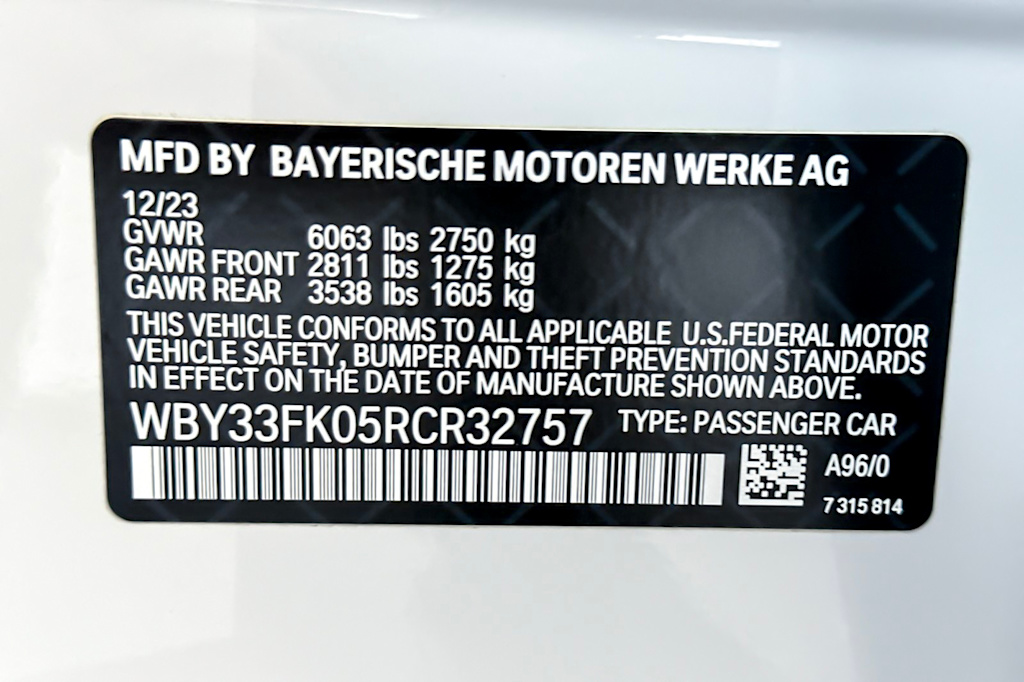 MFD BY BAYERISCHE MOTOREN WERKE AG
12/23
GVWR 6063 lbs 2750 kg
GAWR FRONT 2811 lbs 1275 kg
GAWR REAR 3538 lbs 1605 kg
THIS VEHICLE CONFORMS TO ALL APPLICABLE U.S.FEDERAL MOTOR
VEHICLE SAFETY, BUMPER AND THEFT PREVENTION STANDARDS
IN EFFECT ON THE DATE OF MANUFACTURE SHOWN ABOVE.
WBY33FK05RCR32757 TYPE: PASSENGER CAR
A96/0
7 315 814